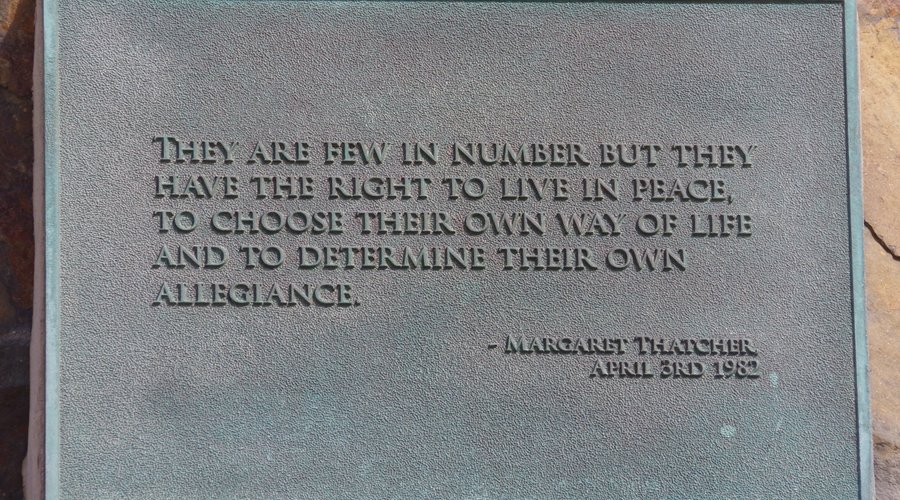 THEY ARE FEW IN NUMBER BUT THEY
HAVE THE RIGHT TO LIVE IN PEACE,
TO CHOOSE THEIR OWN WAY OF LIFE
AND TO DETERMINE THEIR OWN
ALLEGIANCE.
- MARGARET THATCHER,
APRIL 3RD 1982